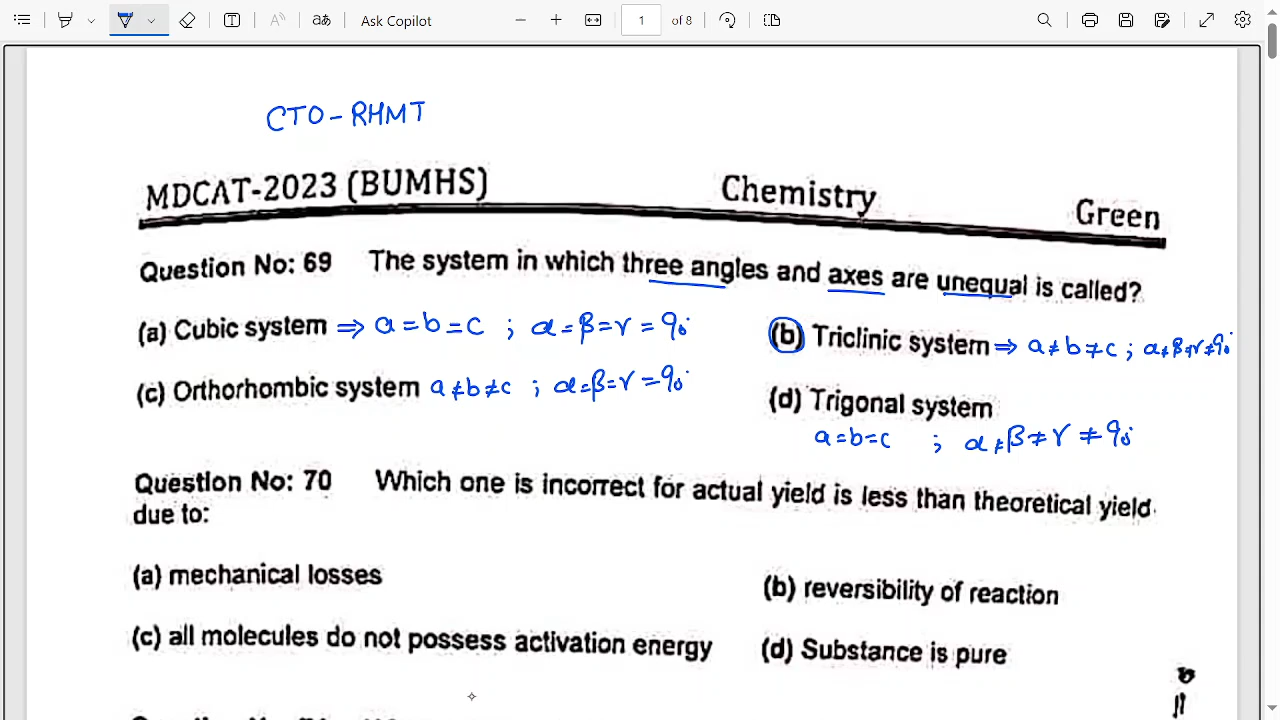 Ask Copilot 1 of 8
CTO - RHMT
MDCAT-2023 (BUMHS) Chemistry Green
Question No: 69 The system in which three angles and axes are unequal is called?
(a) Cubic system ⇒ a = b = c ; α = β = γ = 90°
(b) Triclinic system ⇒ a ≠ b ≠ c ; α ≠ β ≠ γ ≠ 90°
(c) Orthorhombic system a ≠ b ≠ c ; α = β = γ = 90°
(d) Trigonal system
a = b = c ; α ≠ β ≠ γ ≠ 90°
Question No: 70 Which one is incorrect for actual yield is less than theoretical yield
due to:
(a) mechanical losses
(b) reversibility of reaction
(c) all molecules do not possess activation energy
(d) Substance is pure